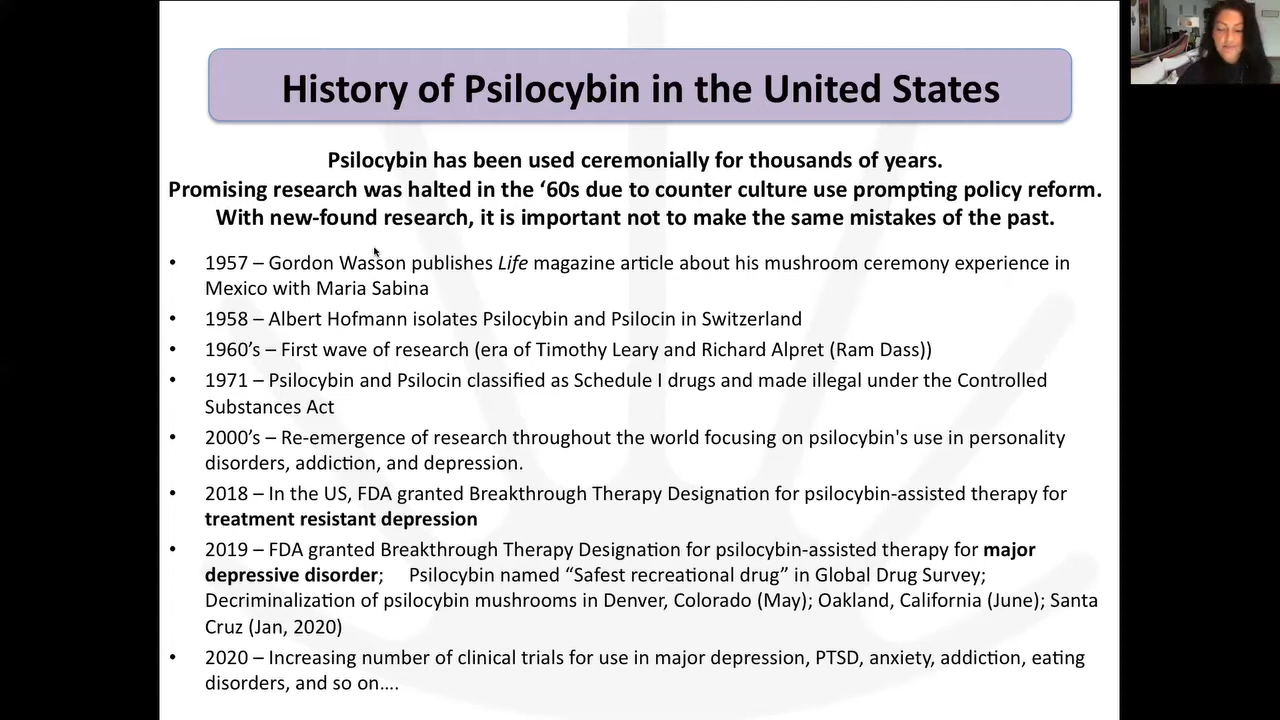 History of Psilocybin in the United States
Psilocybin has been used ceremonially for thousands of years.
Promising research was halted in the ‘60s due to counter culture use prompting policy reform.
With new-found research, it is important not to make the same mistakes of the past.
• 1957 – Gordon Wasson publishes Life magazine article about his mushroom ceremony experience in
Mexico with Maria Sabina
• 1958 – Albert Hofmann isolates Psilocybin and Psilocin in Switzerland
• 1960’s – First wave of research (era of Timothy Leary and Richard Alpret (Ram Dass))
• 1971 – Psilocybin and Psilocin classified as Schedule I drugs and made illegal under the Controlled
Substances Act
• 2000’s – Re-emergence of research throughout the world focusing on psilocybin's use in personality
disorders, addiction, and depression.
• 2018 – In the US, FDA granted Breakthrough Therapy Designation for psilocybin-assisted therapy for
treatment resistant depression
• 2019 – FDA granted Breakthrough Therapy Designation for psilocybin-assisted therapy for major
depressive disorder; Psilocybin named “Safest recreational drug” in Global Drug Survey;
Decriminalization of psilocybin mushrooms in Denver, Colorado (May); Oakland, California (June); Santa
Cruz (Jan, 2020)
• 2020 – Increasing number of clinical trials for use in major depression, PTSD, anxiety, addiction, eating
disorders, and so on….